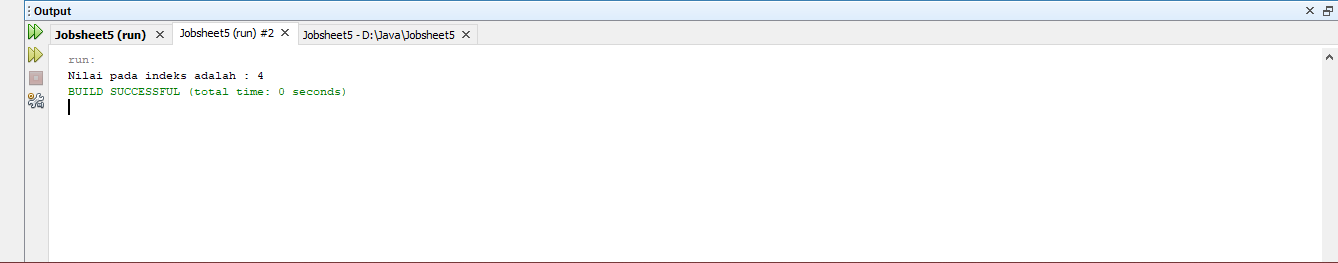 Output
Jobsheet5 (run) Jobsheet5 (run) #2 Jobsheet5 - D:\Java\Jobsheet5
run:
Nilai pada indeks adalah : 4
BUILD SUCCESSFUL (total time: 0 seconds)